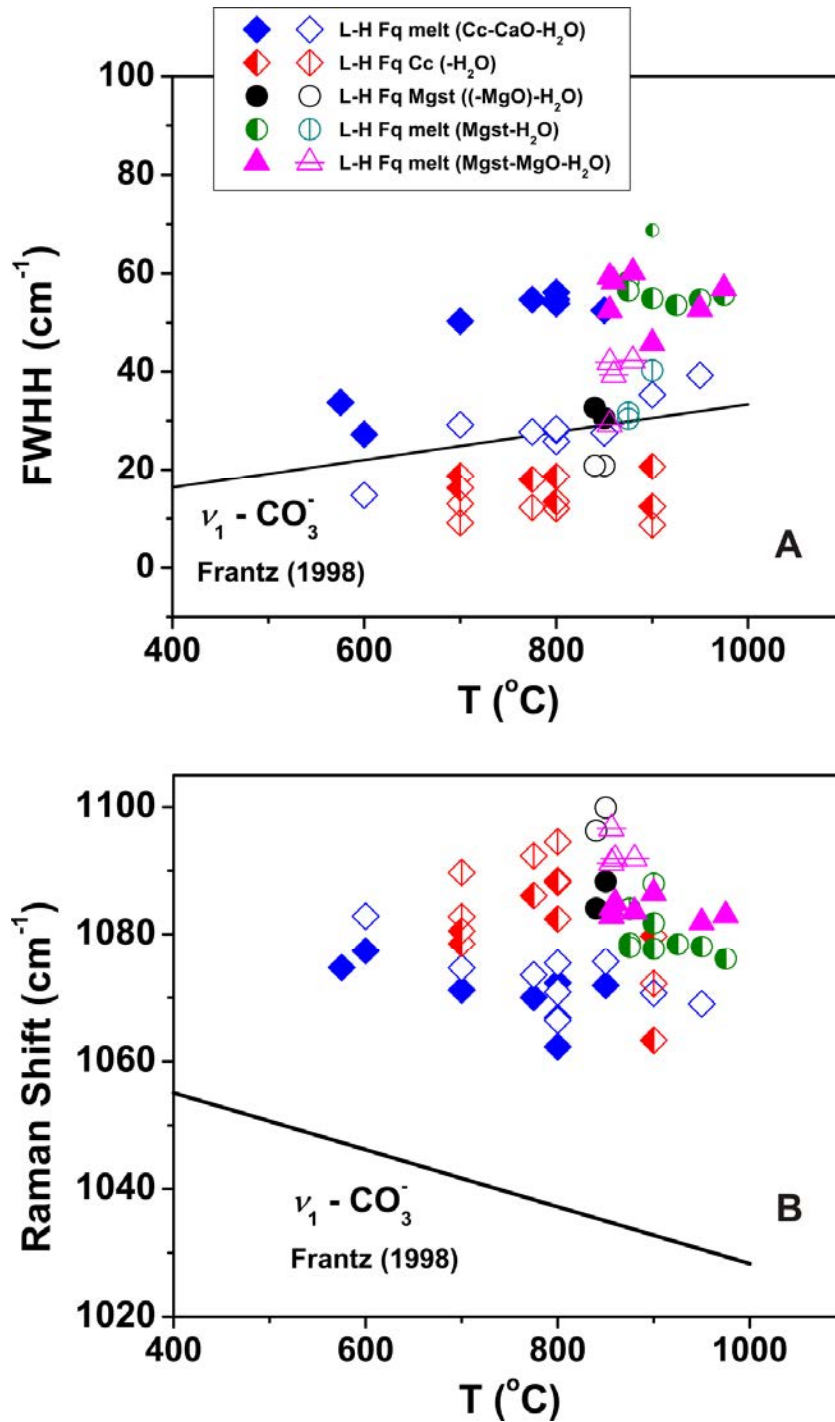 L-H Fq melt (Cc-CaO-H₂O)
L-H Fq Cc (-H₂O)
L-H Fq Mgst ((-MgO)-H₂O)
L-H Fq melt (Mgst-H₂O)
L-H Fq melt (Mgst-MgO-H₂O)
100
80
60
40
20
0
FWHH (cm⁻¹)
ν₁ - CO₃⁻
Frantz (1998)
A
400 600 800 1000
T (°C)
1100
1080
1060
1040
1020
Raman Shift (cm⁻¹)
ν₁ - CO₃⁻
Frantz (1998)
B
400 600 800 1000
T (°C)